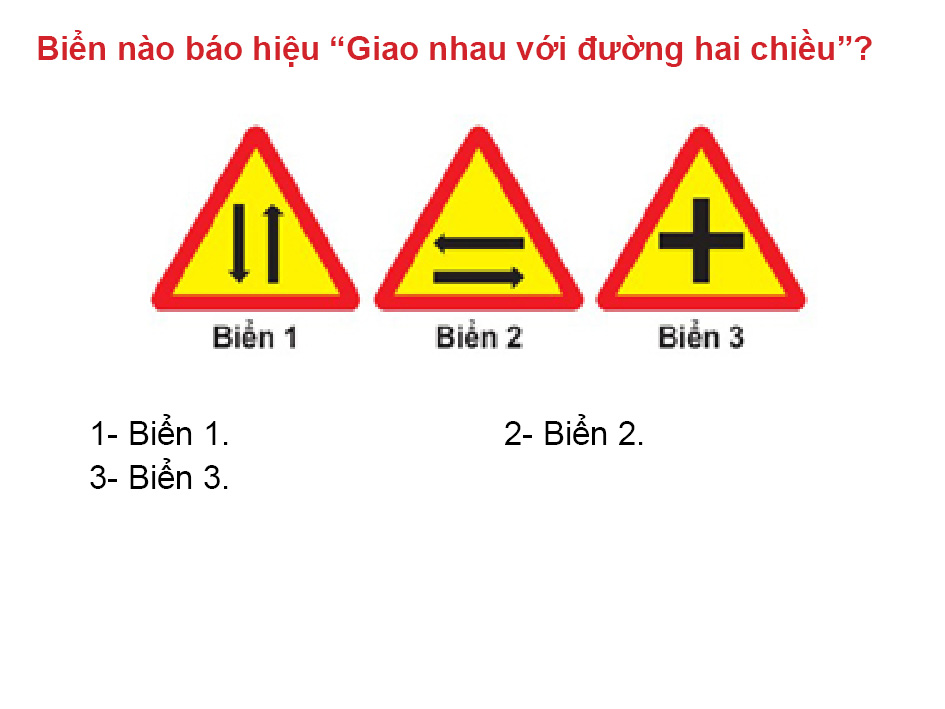 Biển nào báo hiệu “Giao nhau với đường hai chiều”?
Biển 1 Biển 2 Biển 3
1- Biển 1. 2- Biển 2.
3- Biển 3.